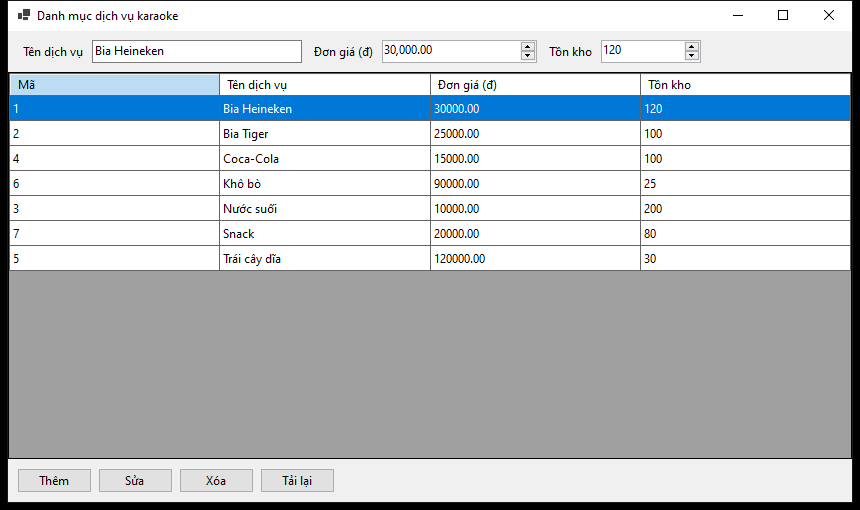 Danh mục dịch vụ karaoke
Tên dịch vụ Bia Heineken Đơn giá (đ) 30,000.00 Tồn kho 120
Mã Tên dịch vụ Đơn giá (đ) Tồn kho
1 Bia Heineken 30000.00 120
2 Bia Tiger 25000.00 100
4 Coca-Cola 15000.00 100
6 Khô bò 90000.00 25
3 Nước suối 10000.00 200
7 Snack 20000.00 80
5 Trái cây dĩa 120000.00 30
Thêm Sửa Xóa Tải lại